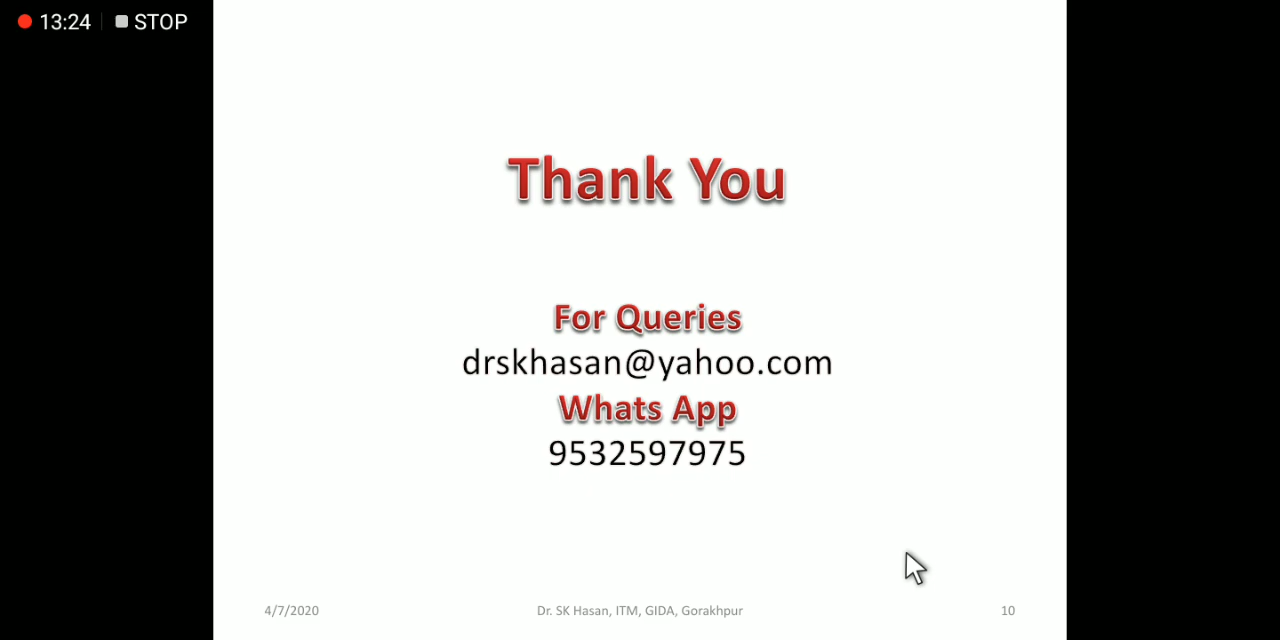 13:24 STOP
Thank You
For Queries
drskhasan@yahoo.com
Whats App
9532597975
4/7/2020 Dr. SK Hasan, ITM, GIDA, Gorakhpur 10